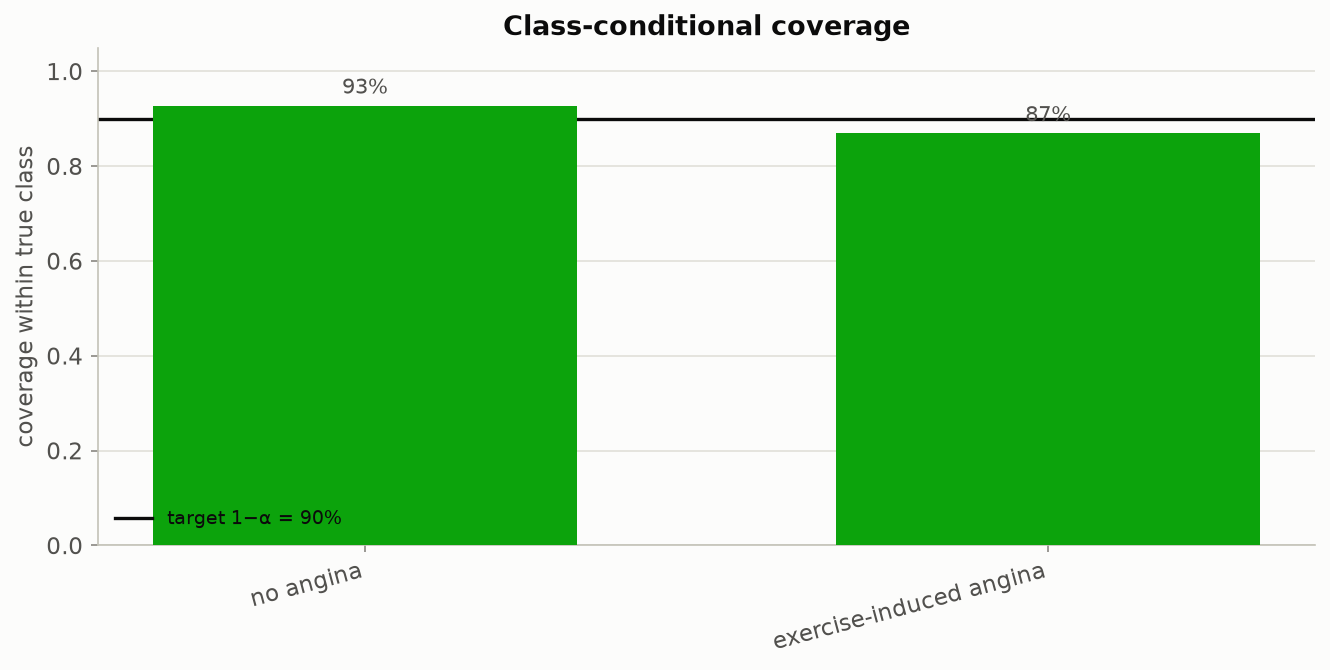 Class-conditional coverage
coverage within true class
1.0
0.8
0.6
0.4
0.2
0.0
93%
87%
target 1−α = 90%
no angina
exercise-induced angina